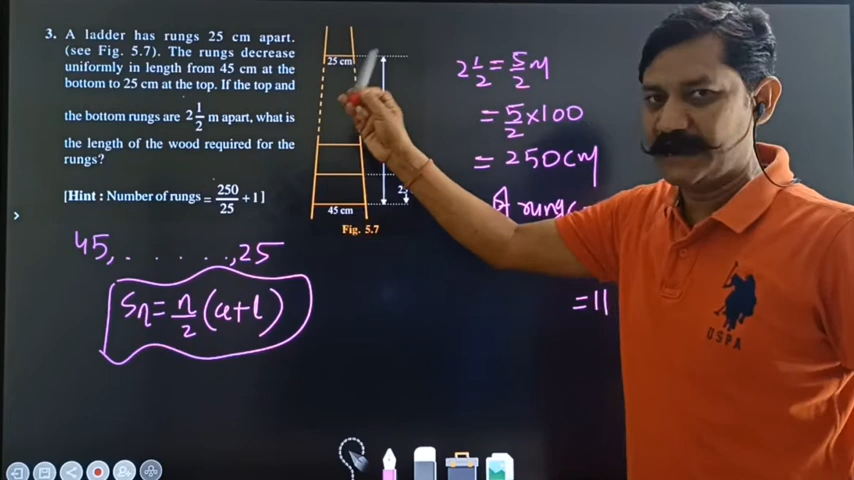 3. A ladder has rungs 25 cm apart.
(see Fig. 5.7). The rungs decrease
uniformly in length from 45 cm at the
bottom to 25 cm at the top. If the top and
the bottom rungs are 2 1/2 m apart, what is
the length of the wood required for the
rungs?
[Hint : Number of rungs = 250/25 + 1]
25 cm
45 cm
Fig. 5.7
45, . . . . . ., 25
Sn = n/2 (a+l)
2 1/2 = 5/2 m
= 5/2 × 100
= 250 cm
= 11
USPA